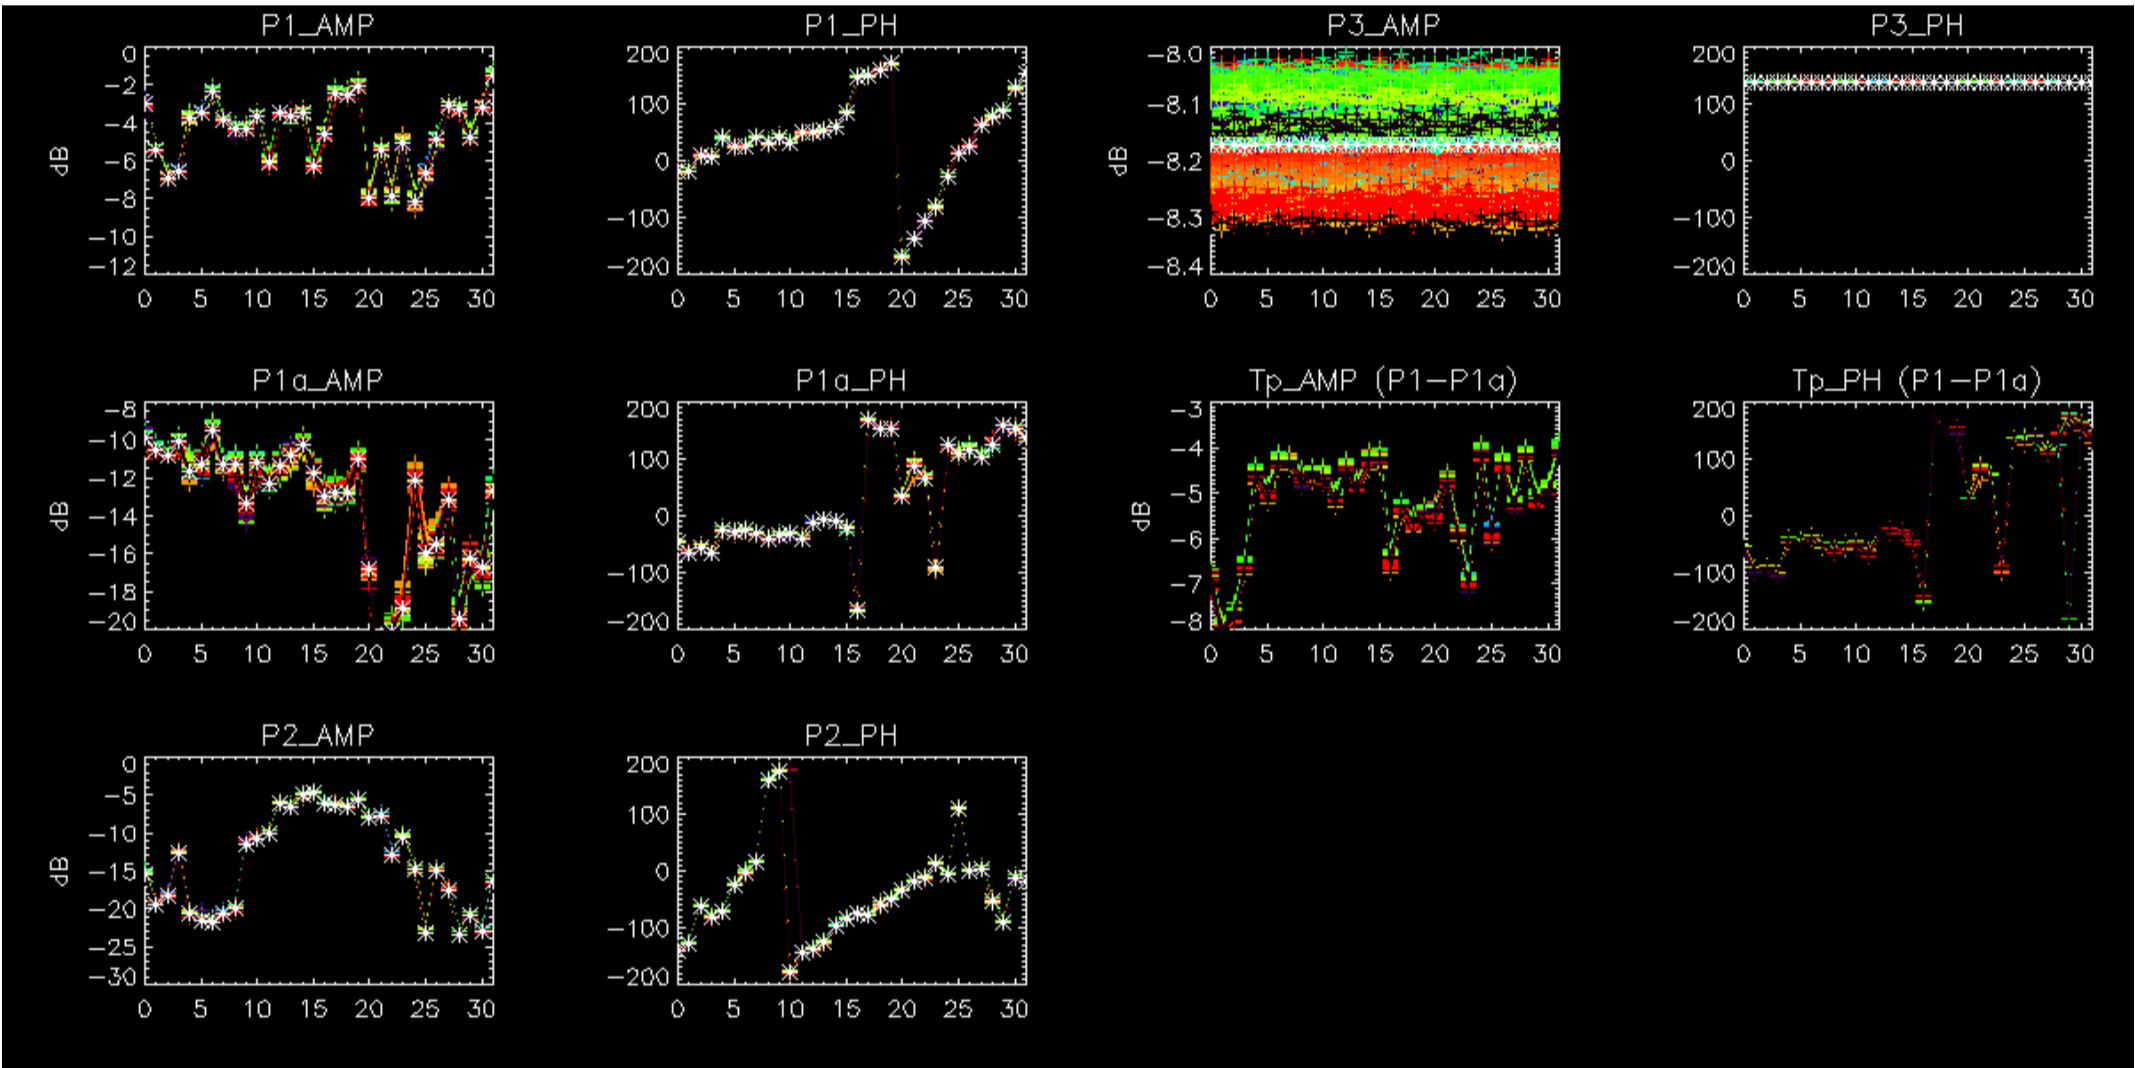 P1_AMP
dB
0
-2
-4
-6
-8
-10
-12
0 5 10 15 20 25 30
P1_PH
200
100
0
-100
-200
0 5 10 15 20 25 30
P3_AMP
dB
-8.0
-8.1
-8.2
-8.3
-8.4
0 5 10 15 20 25 30
P3_PH
200
100
0
-100
-200
0 5 10 15 20 25 30
P1a_AMP
dB
-8
-10
-12
-14
-16
-18
-20
0 5 10 15 20 25 30
P1a_PH
200
100
0
-100
-200
0 5 10 15 20 25 30
Tp_AMP (P1-P1a)
dB
-3
-4
-5
-6
-7
-8
0 5 10 15 20 25 30
Tp_PH (P1-P1a)
200
100
0
-100
-200
0 5 10 15 20 25 30
P2_AMP
dB
0
-5
-10
-15
-20
-25
-30
0 5 10 15 20 25 30
P2_PH
200
100
0
-100
-200
0 5 10 15 20 25 30